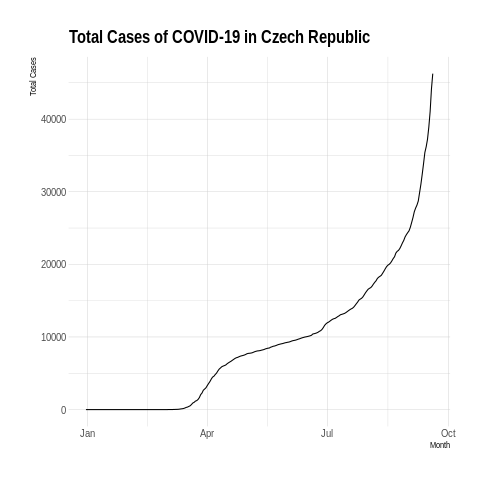 Total Cases of COVID-19 in Czech Republic
Total Cases
40000
30000
20000
10000
0
Jan Apr Jul Oct
Month